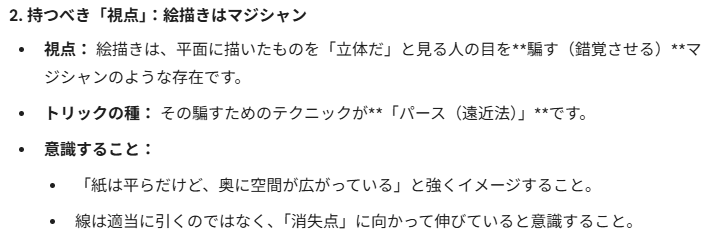 2. 持つべき「視点」：絵描きはマジシャン
• 視点： 絵描きは、平面に描いたものを「立体だ」と見る人の目を**騙す（錯覚させる）**マ
ジシャンのような存在です。
• トリックの種： その騙すためのテクニックが**「パース（遠近法）」**です。
• 意識すること：
• 「紙は平らだけど、奥に空間が広がっている」と強くイメージすること。
• 線は適当に引くのではなく、「消失点」に向かって伸びていると意識すること。